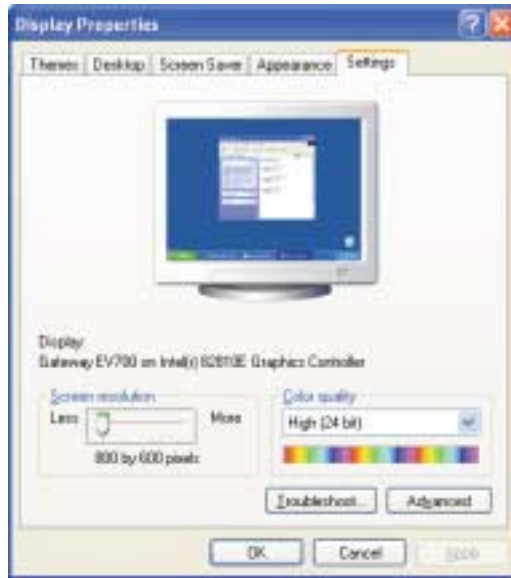 Display Properties
Themes Desktop Screen Saver Appearance Settings
Display:
Gateway EV700 on Intel(r) 82810E Graphics Controller
Screen resolution
Less More
800 by 600 pixels
Color quality
High (24 bit)
Troubleshoot... Advanced
OK Cancel Apply